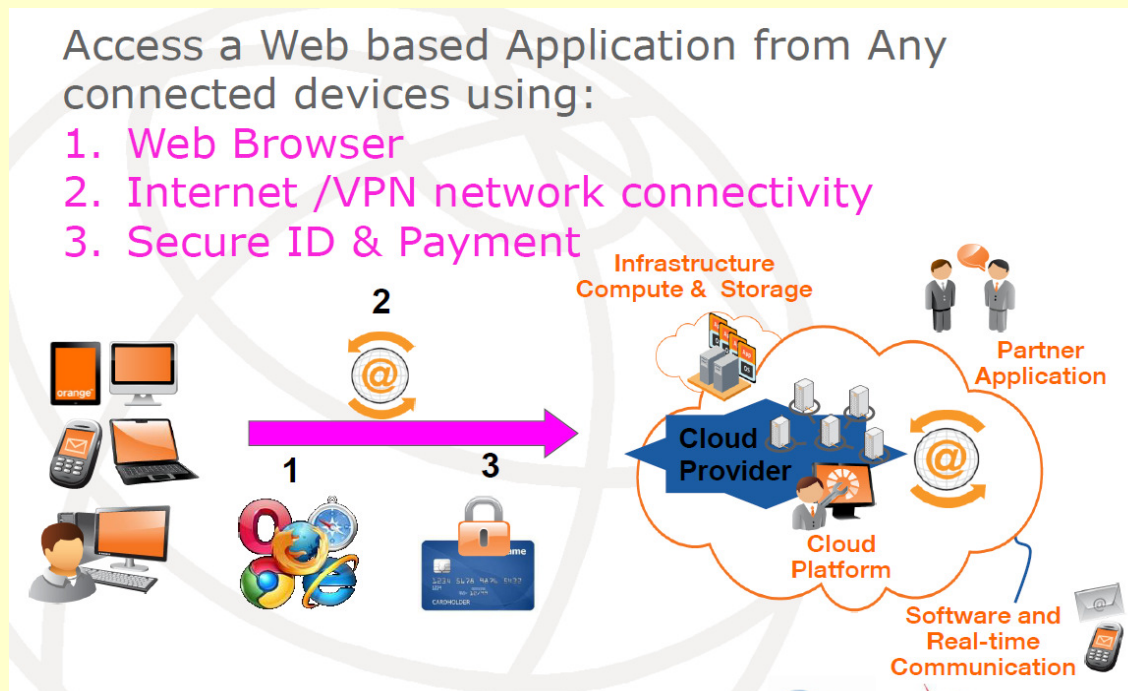 Access a Web based Application from Any
connected devices using:
1. Web Browser
2. Internet /VPN network connectivity
3. Secure ID & Payment
Infrastructure
Compute & Storage
2
Partner
Application
orange
Cloud
Provider
@
@
1
3
Cloud
Platform
CARDHOLDER
Software and
Real-time
Communication